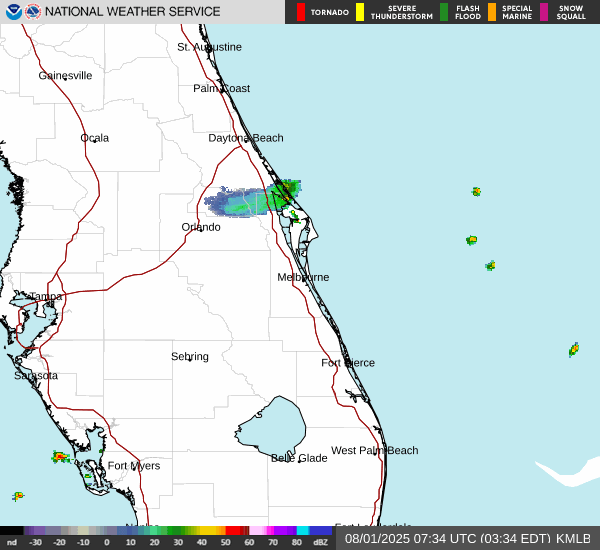 NATIONAL WEATHER SERVICE
TORNADO
SEVERE
THUNDERSTORM
FLASH
FLOOD
SPECIAL
MARINE
SNOW
SQUALL
St. Augustine
Gainesville
Palm Coast
Ocala
Daytona Beach
Orlando
Melbourne
Tampa
Sebring
Fort Pierce
Sarasota
West Palm Beach
Belle Glade
Fort Myers
nd -30 -20 -10 0 10 20 30 40 50 60 70 80 dBZ
08/01/2025 07:34 UTC (03:34 EDT) KMLB